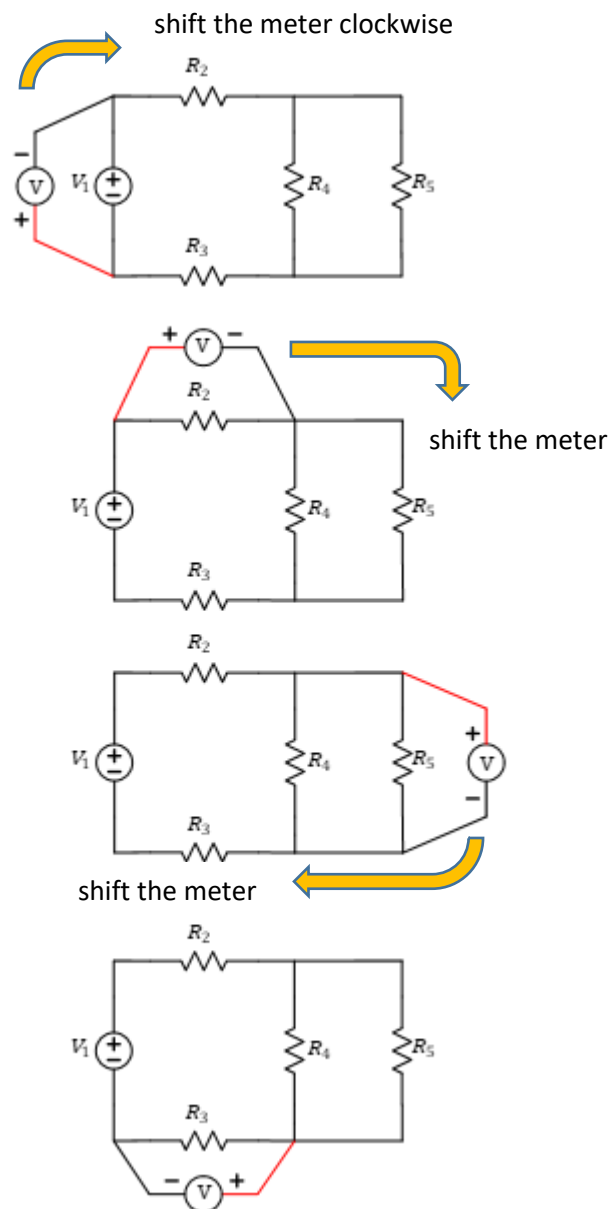 shift the meter clockwise
R₂
−
V
+
V₁
+
−
R₄
R₅
R₃
+
V
−
R₂
shift the meter
V₁
+
−
R₄
R₅
R₃
R₂
+
V₁
+
−
R₄
R₅
V
−
R₃
shift the meter
R₂
V₁
+
−
R₄
R₅
R₃
−
V
+